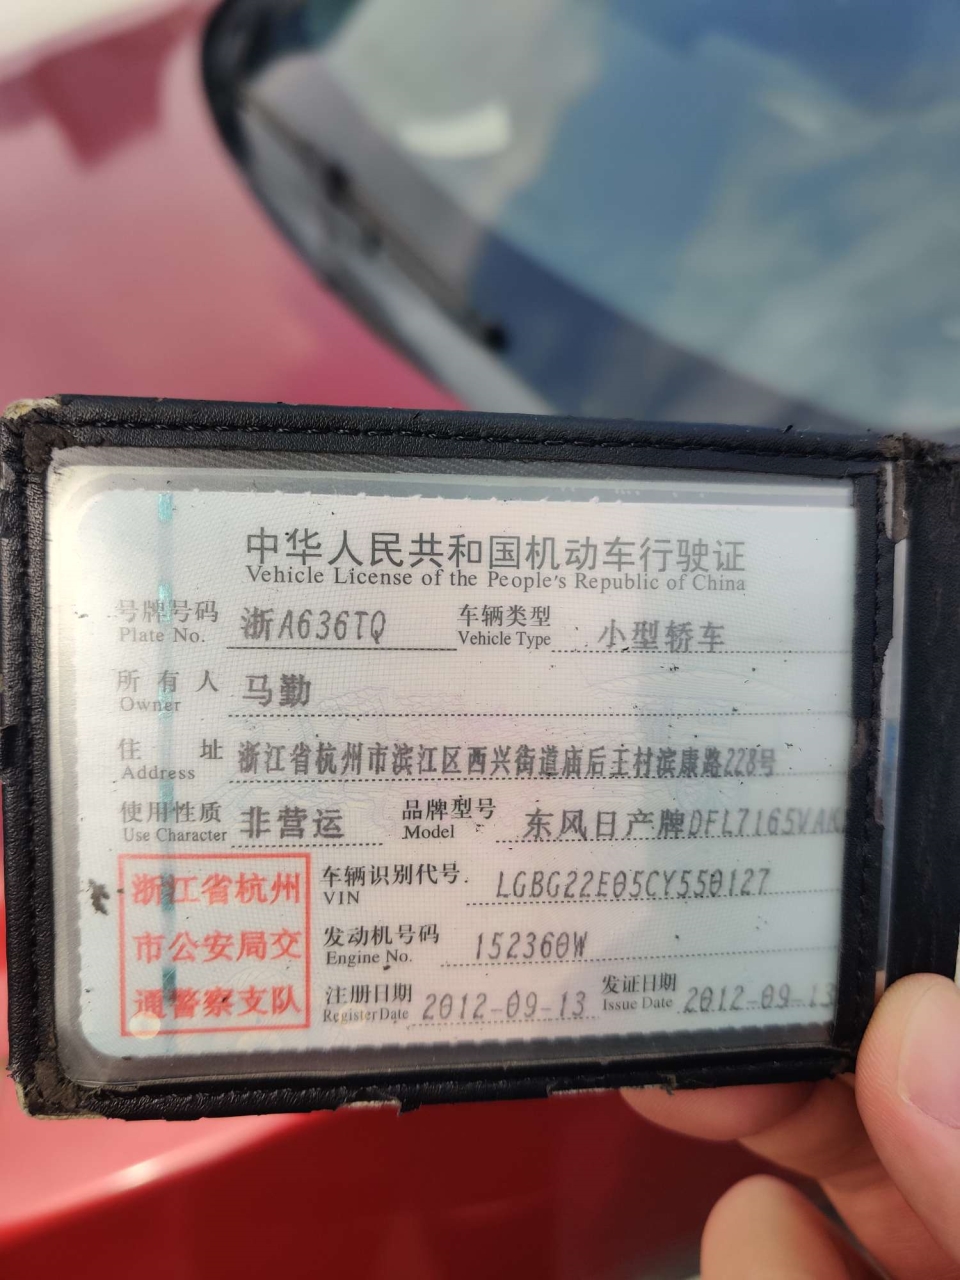 中华人民共和国机动车行驶证
Vehicle License of the People's Republic of China
号牌号码 浙A636TQ 车辆类型 小型轿车
Plate No. Vehicle Type
所有人 马勤
Owner
住址 浙江省杭州市滨江区西兴街道庙后王村滨康路228号
Address
使用性质 非营运 品牌型号 东风日产牌DFL7165VAK
Use Character Model
浙江省杭州
市公安局交
通警察支队
车辆识别代号 LGBG22E05CY550127
VIN
发动机号码 152360W
Engine No.
注册日期 2012-09-13 发证日期 2012-09-13
Register Date Issue Date